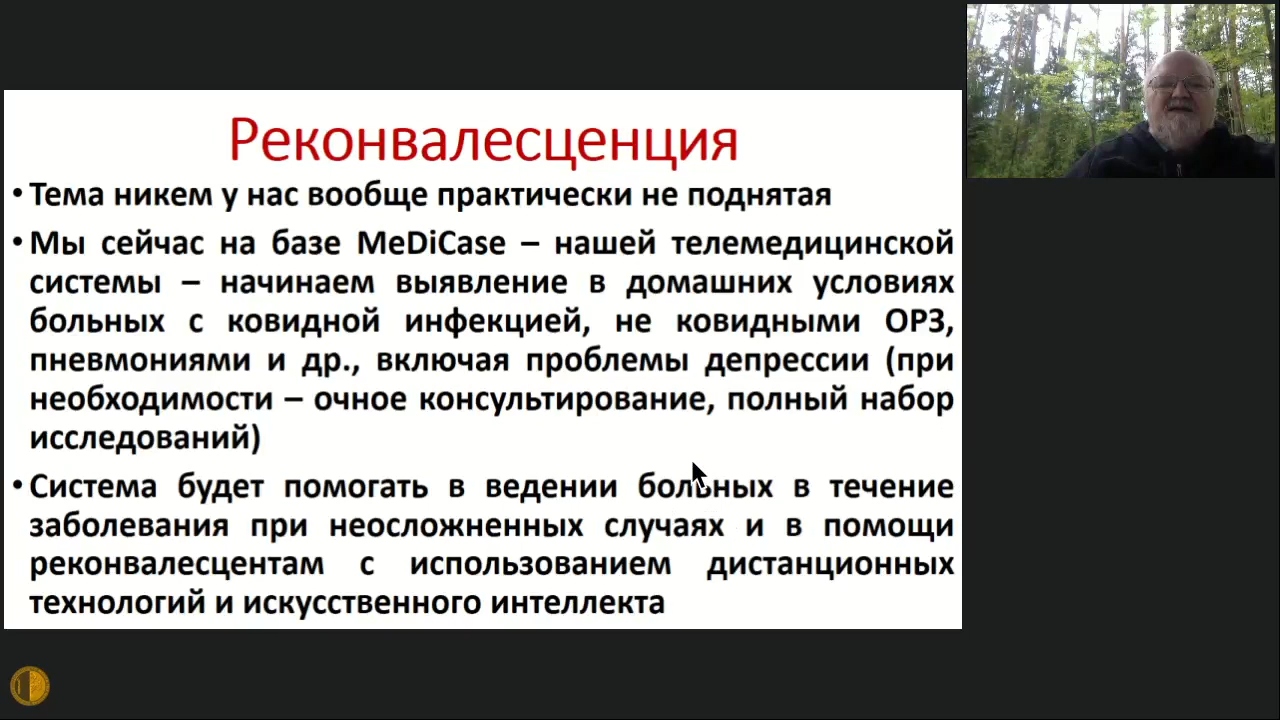 Реконвалесценция
• Тема никем у нас вообще практически не поднятая
• Мы сейчас на базе MeDiCase – нашей телемедицинской
системы – начинаем выявление в домашних условиях
больных с ковидной инфекцией, не ковидными ОРЗ,
пневмониями и др., включая проблемы депрессии (при
необходимости – очное консультирование, полный набор
исследований)
• Система будет помогать в ведении больных в течение
заболевания при неосложненных случаях и в помощи
реконвалесцентам с использованием дистанционных
технологий и искусственного интеллекта